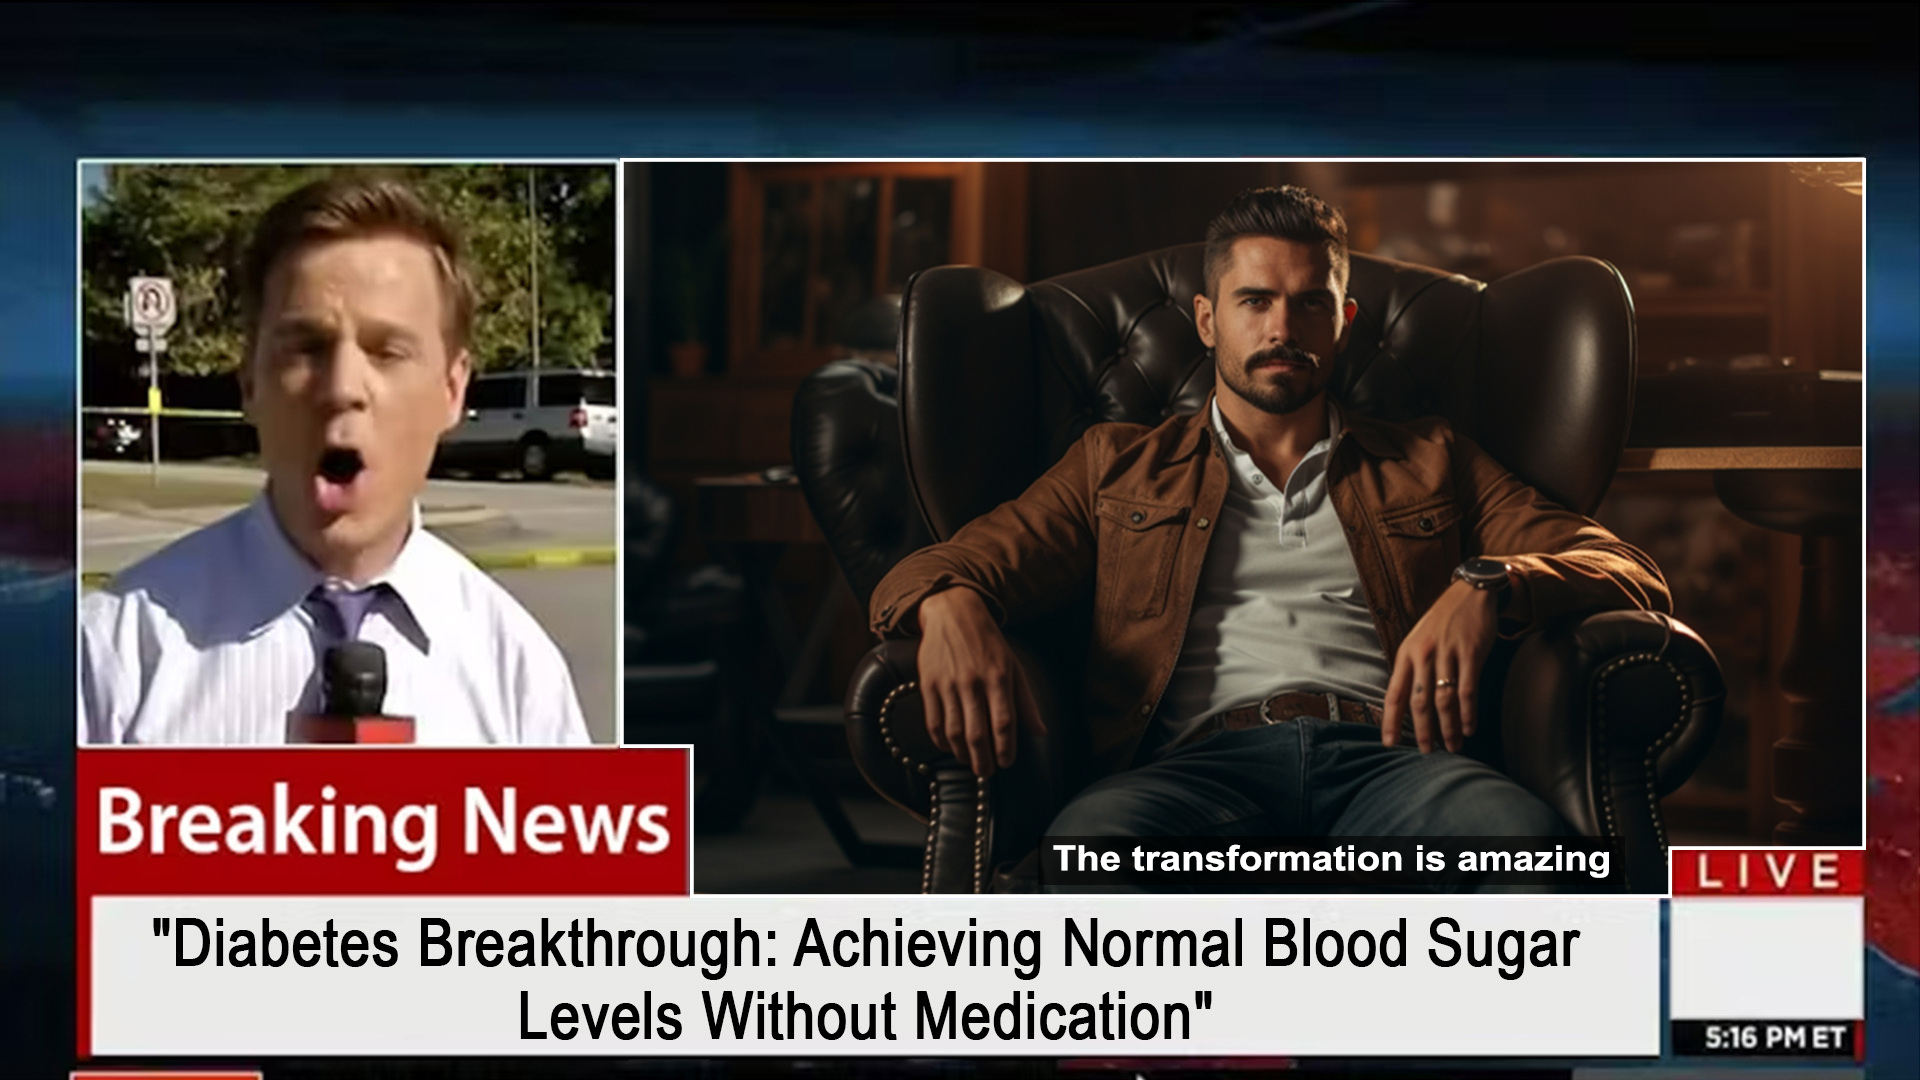 The transformation is amazing
Breaking News
LIVE
"Diabetes Breakthrough: Achieving Normal Blood Sugar
Levels Without Medication"
5:16 PM ET